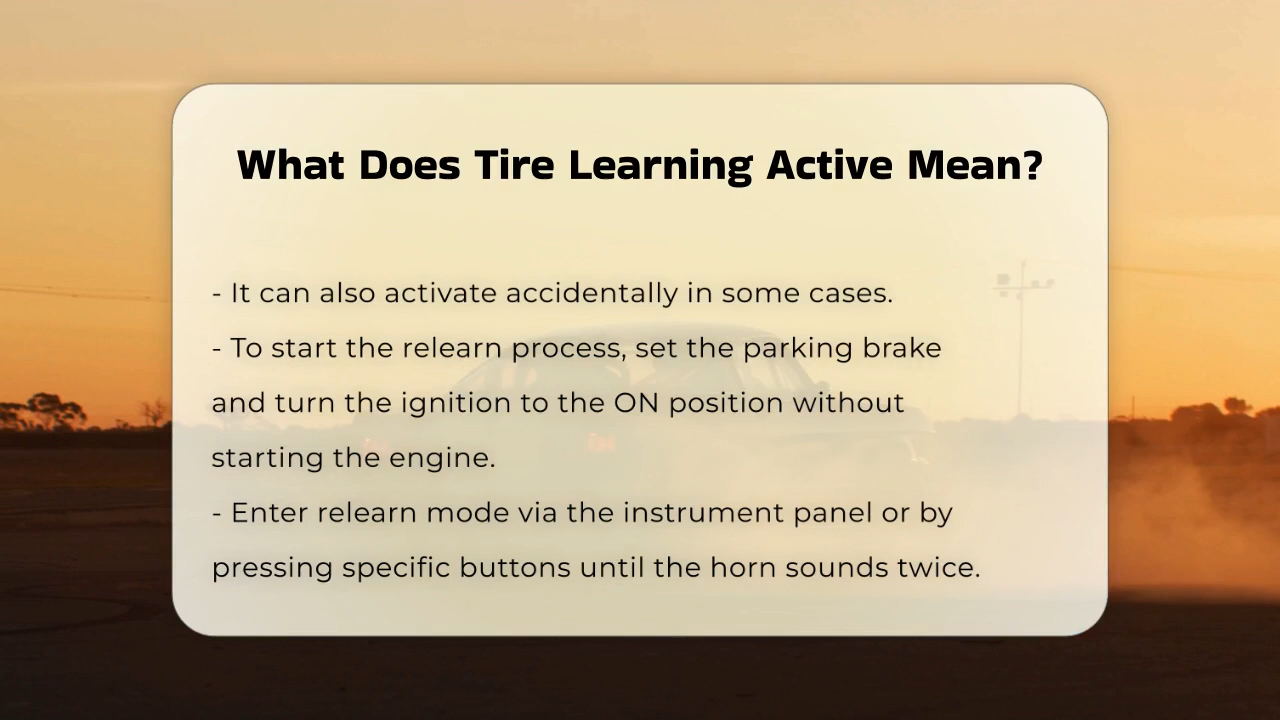 What Does Tire Learning Active Mean?
- It can also activate accidentally in some cases.
- To start the relearn process, set the parking brake
and turn the ignition to the ON position without
starting the engine.
- Enter relearn mode via the instrument panel or by
pressing specific buttons until the horn sounds twice.